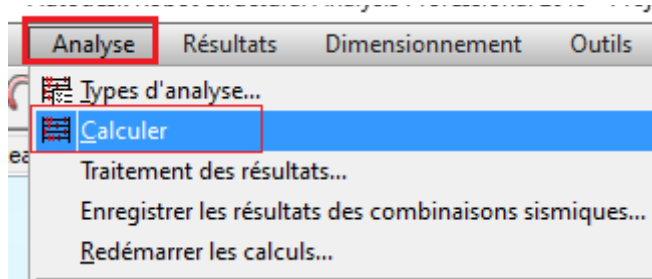 Analyse Résultats Dimensionnement Outils
Types d'analyse...
Calculer
Traitement des résultats...
Enregistrer les résultats des combinaisons sismiques...
Redémarrer les calculs...